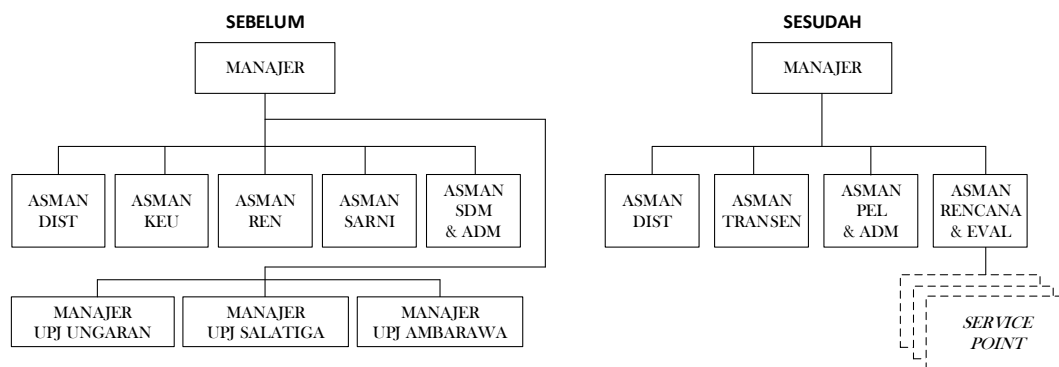 SEBELUM
MANAJER
ASMAN
DIST
ASMAN
KEU
ASMAN
REN
ASMAN
SARNI
ASMAN
SDM
& ADM
MANAJER
UPJ UNGARAN
MANAJER
UPJ SALATIGA
MANAJER
UPJ AMBARAWA
SESUDAH
MANAJER
ASMAN
DIST
ASMAN
TRANSEN
ASMAN
PEL
& ADM
ASMAN
RENCANA
& EVAL
SERVICE
POINT